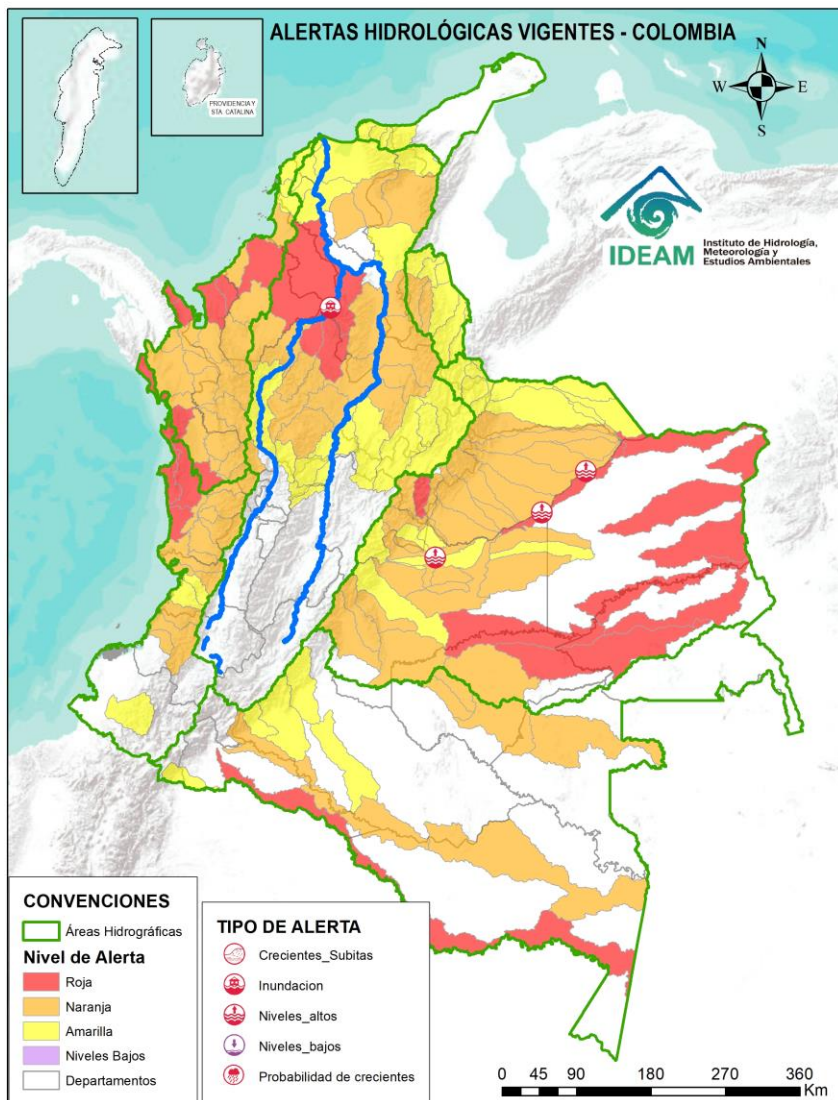 ALERTAS HIDROLÓGICAS VIGENTES - COLOMBIA
PROVIDENCIA Y
STA. CATALINA
N
W
E
S
IDEAM
Instituto de Hidrología,
Meteorología y
Estudios Ambientales
CONVENCIONES
Áreas Hidrográficas
Nivel de Alerta
Roja
Naranja
Amarilla
Niveles Bajos
Departamentos
TIPO DE ALERTA
Crecientes_Subitas
Inundacion
Niveles_altos
Niveles_bajos
Probabilidad de crecientes
0 45 90 180 270 360
Km